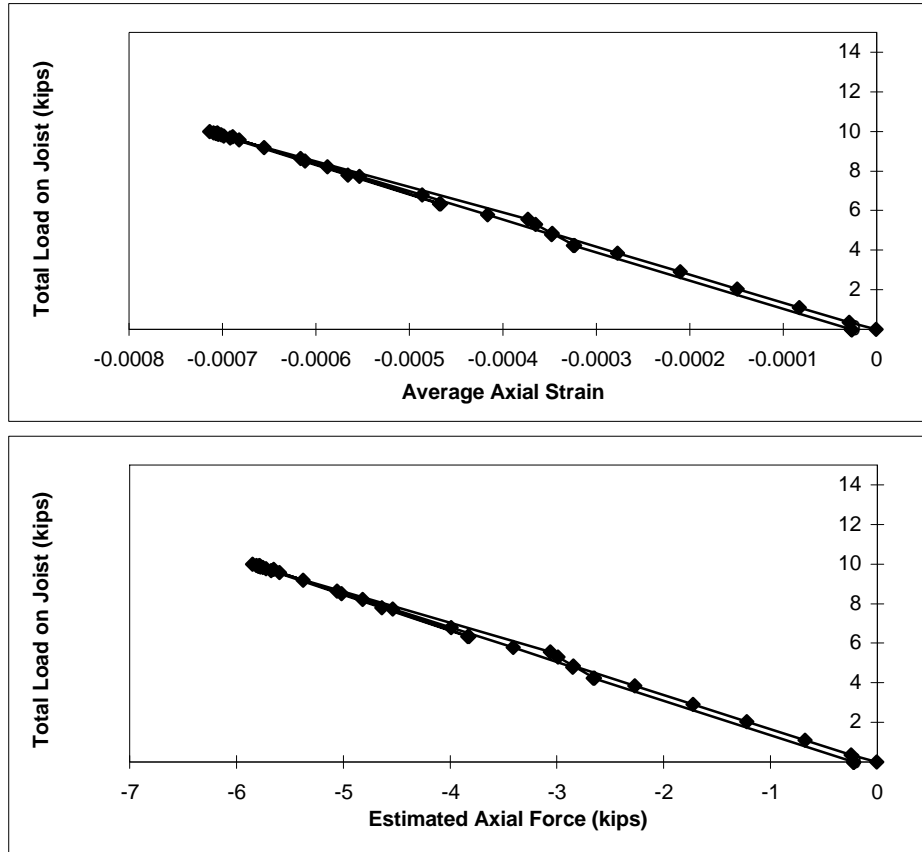 Total Load on Joist (kips)
14
12
10
8
6
4
2
-0.0008 -0.0007 -0.0006 -0.0005 -0.0004 -0.0003 -0.0002 -0.0001 0
Average Axial Strain
Total Load on Joist (kips)
14
12
10
8
6
4
2
-7 -6 -5 -4 -3 -2 -1 0
Estimated Axial Force (kips)